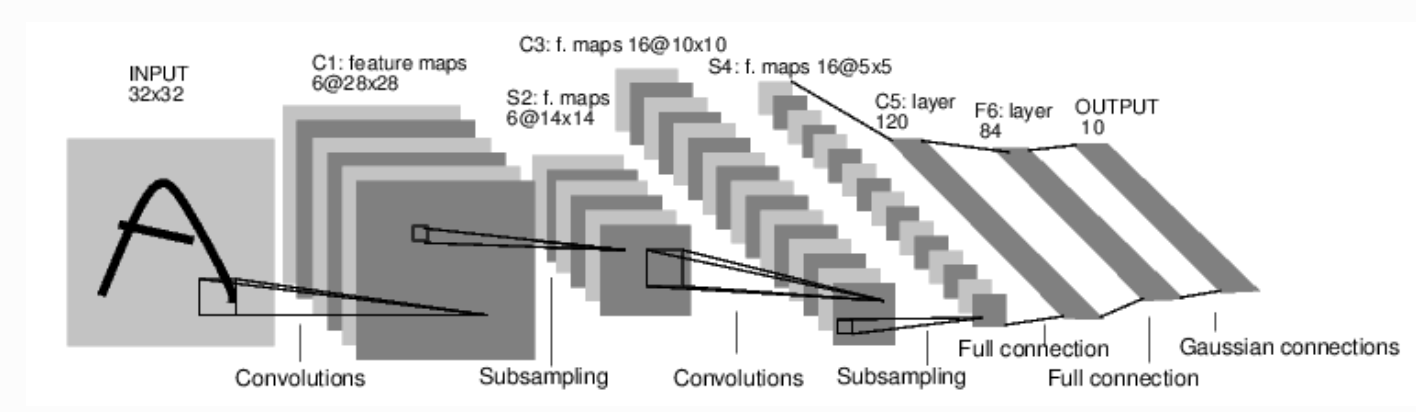 INPUT
32x32
C1: feature maps
6@28x28
S2: f. maps
6@14x14
C3: f. maps 16@10x10
S4: f. maps 16@5x5
C5: layer
120
F6: layer
84
OUTPUT
10
Convolutions
Subsampling
Convolutions
Subsampling
Full connection
Full connection
Gaussian connections
A